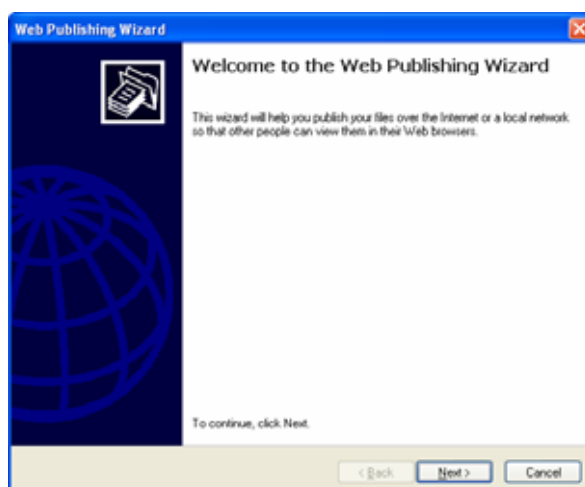 Web Publishing Wizard
Welcome to the Web Publishing Wizard
This wizard will help you publish your files over the Internet or a local network
so that other people can view them in their Web browsers.
To continue, click Next.
< Back
Next >
Cancel